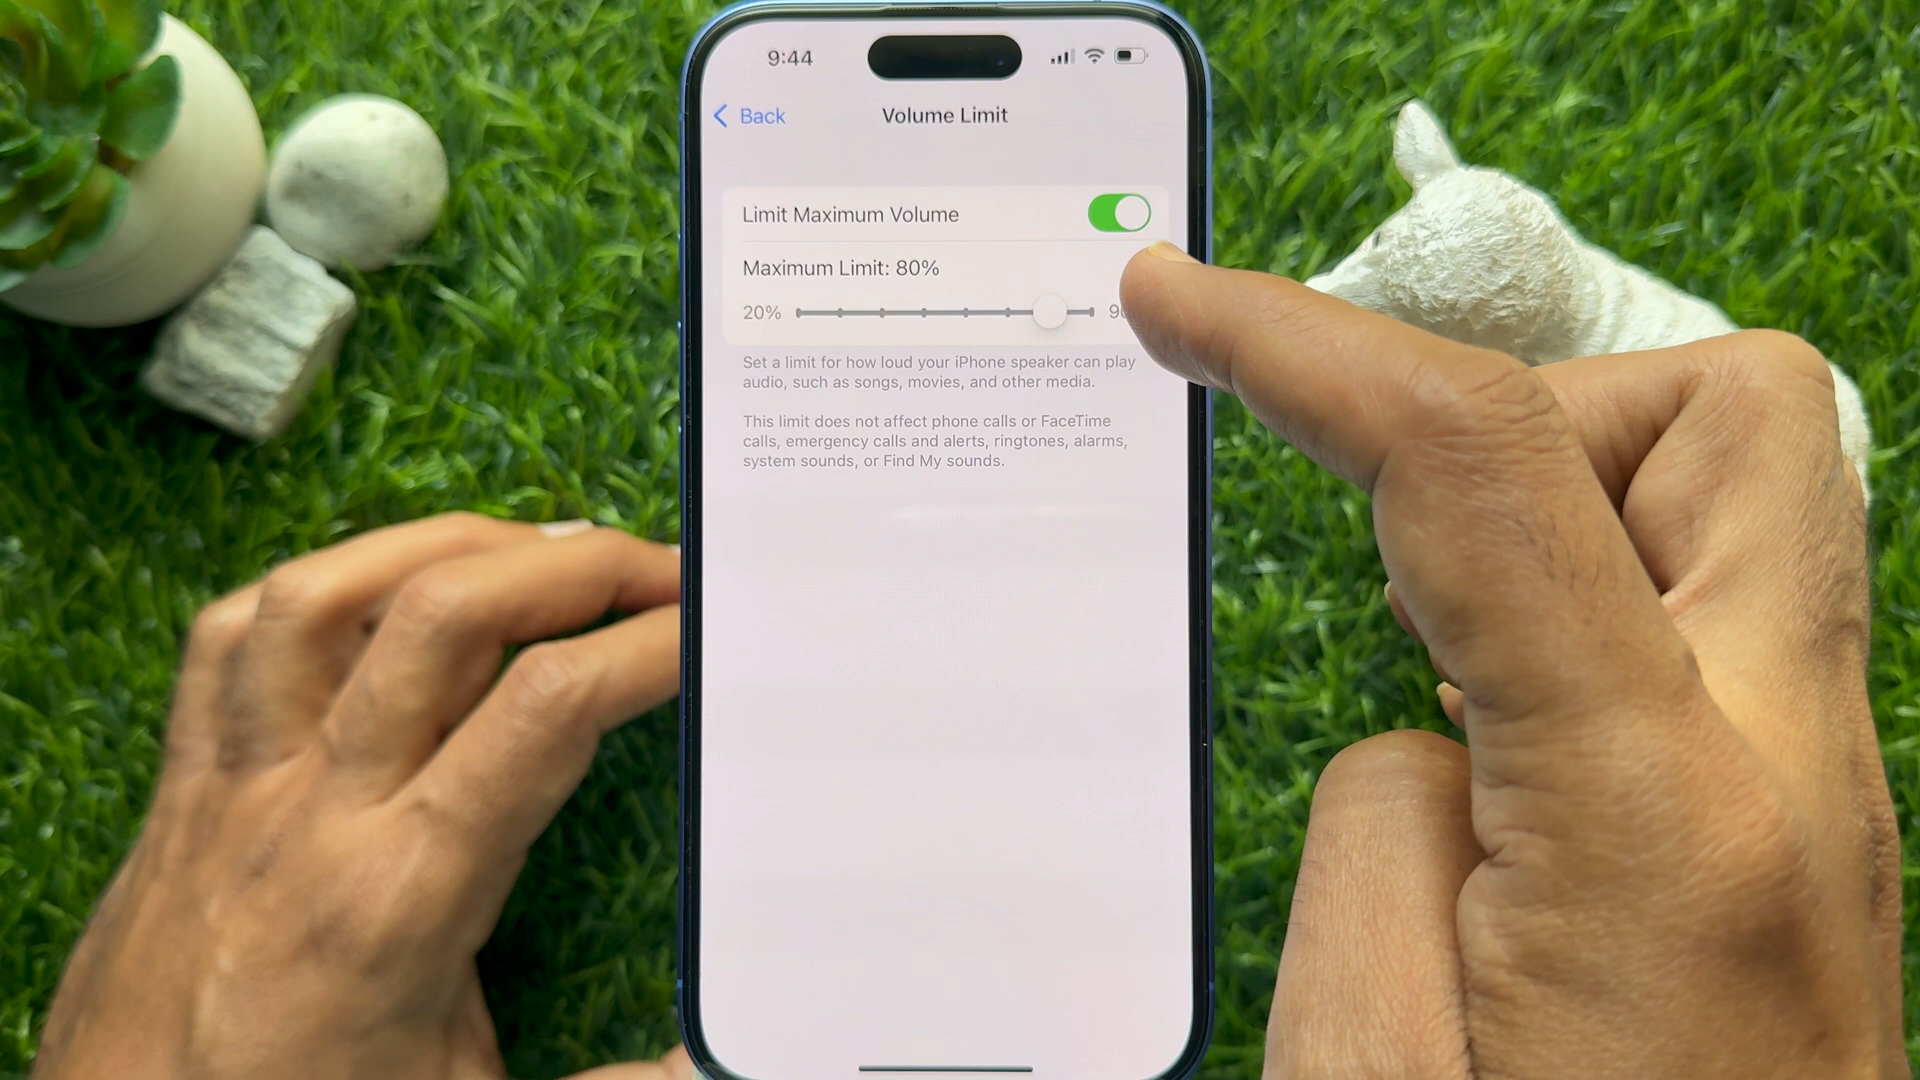 9:44
Back
Volume Limit
Limit Maximum Volume
Maximum Limit: 80%
20%
Set a limit for how loud your iPhone speaker can play
audio, such as songs, movies, and other media.
This limit does not affect phone calls or FaceTime
calls, emergency calls and alerts, ringtones, alarms,
system sounds, or Find My sounds.